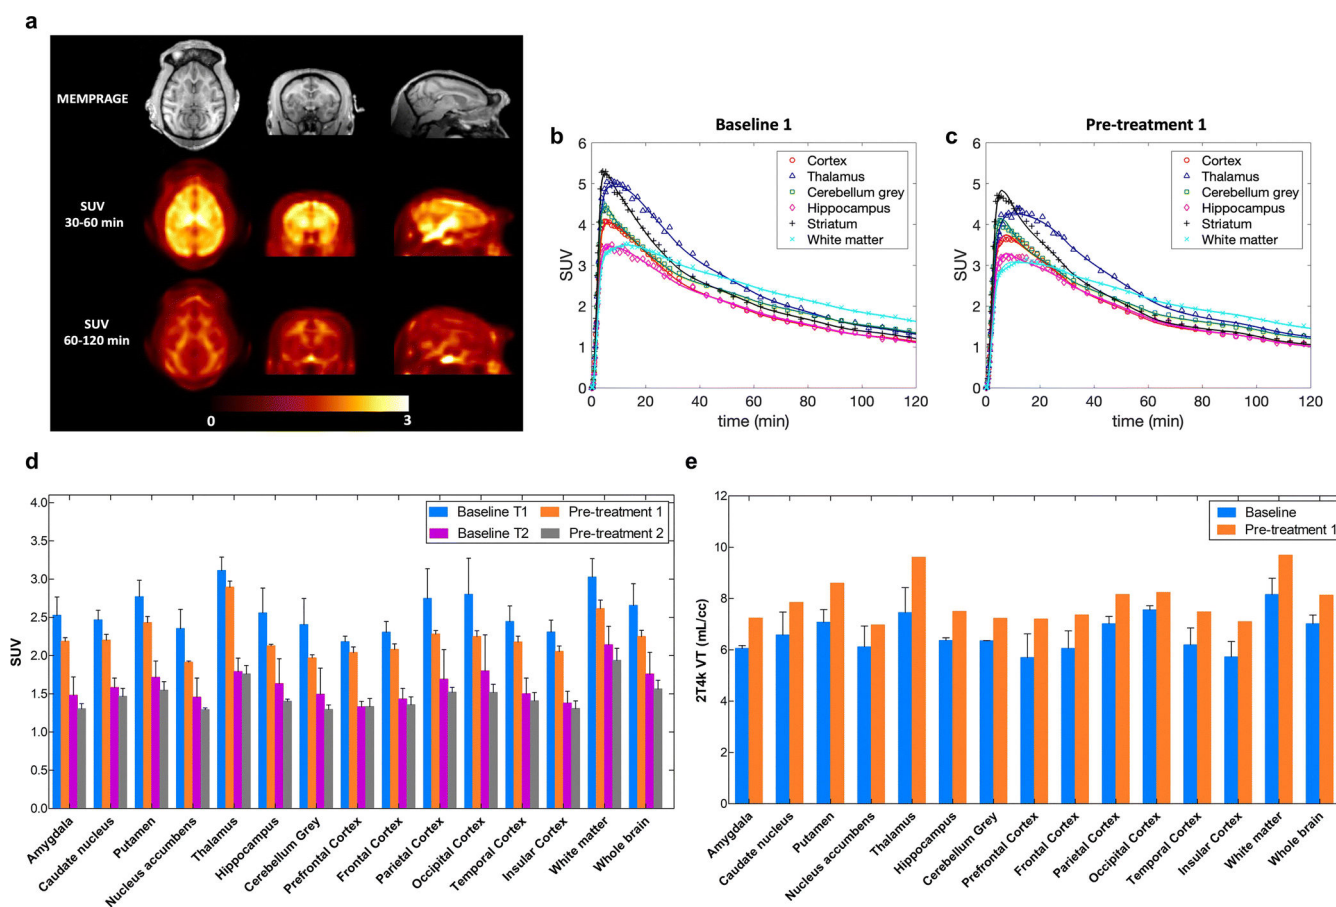 a
MEMPRAGE
SUV
30-60 min
SUV
60-120 min
0
3
b
Baseline 1
6
5
4
3
2
1
0
SUV
Cortex
Thalamus
Cerebellum grey
Hippocampus
Striatum
White matter
0 20 40 60 80 100 120
time (min)
c
Pre-treatment 1
6
5
4
3
2
1
0
SUV
Cortex
Thalamus
Cerebellum grey
Hippocampus
Striatum
White matter
0 20 40 60 80 100 120
time (min)
d
4.0
3.5
3.0
2.5
2.0
1.5
1.0
0.5
0.0
SUV
Baseline T1 Pre-treatment 1
Baseline T2 Pre-treatment 2
Amygdala
Caudate nucleus
Putamen
Nucleus accumbens
Thalamus
Hippocampus
Cerebellum Grey
Prefrontal Cortex
Frontal Cortex
Parietal Cortex
Occipital Cortex
Temporal Cortex
Insular Cortex
White matter
Whole brain
e
12
10
8
6
4
2
0
2T4k VT (mL/cc)
Baseline
Pre-treatment 1
Amygdala
Caudate nucleus
Putamen
Nucleus accumbens
Thalamus
Hippocampus
Cerebellum Grey
Prefrontal Cortex
Frontal Cortex
Parietal Cortex
Occipital Cortex
Temporal Cortex
Insular Cortex
White matter
Whole brain